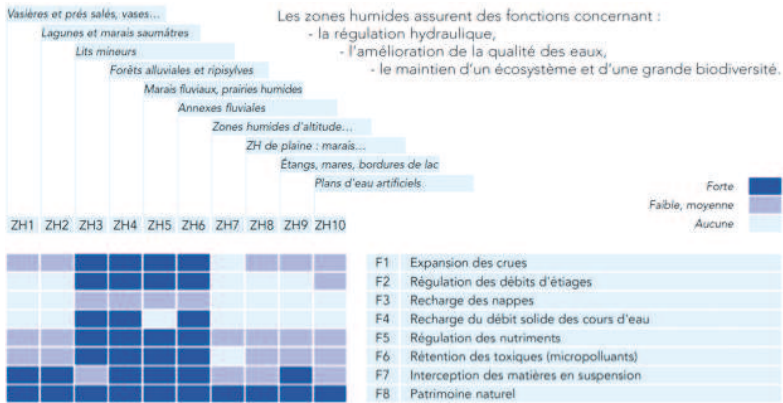 Vasières et prés salés, vases...
Lagunes et marais saumâtres
Lits mineurs
Forêts alluviales et ripisylves
Marais fluviaux, prairies humides
Annexes fluviales
Zones humides d'altitude...
ZH de plaine : marais...
Étangs, mares, bordures de lac
Plans d'eau artificiels
Les zones humides assurent des fonctions concernant :
- la régulation hydraulique,
- l'amélioration de la qualité des eaux,
- le maintien d'un écosystème et d'une grande biodiversité.
Forte
Faible, moyenne
Aucune
ZH1 ZH2 ZH3 ZH4 ZH5 ZH6 ZH7 ZH8 ZH9 ZH10
F1 Expansion des crues
F2 Régulation des débits d'étiages
F3 Recharge des nappes
F4 Recharge du débit solide des cours d'eau
F5 Régulation des nutriments
F6 Rétention des toxiques (micropolluants)
F7 Interception des matières en suspension
F8 Patrimoine naturel